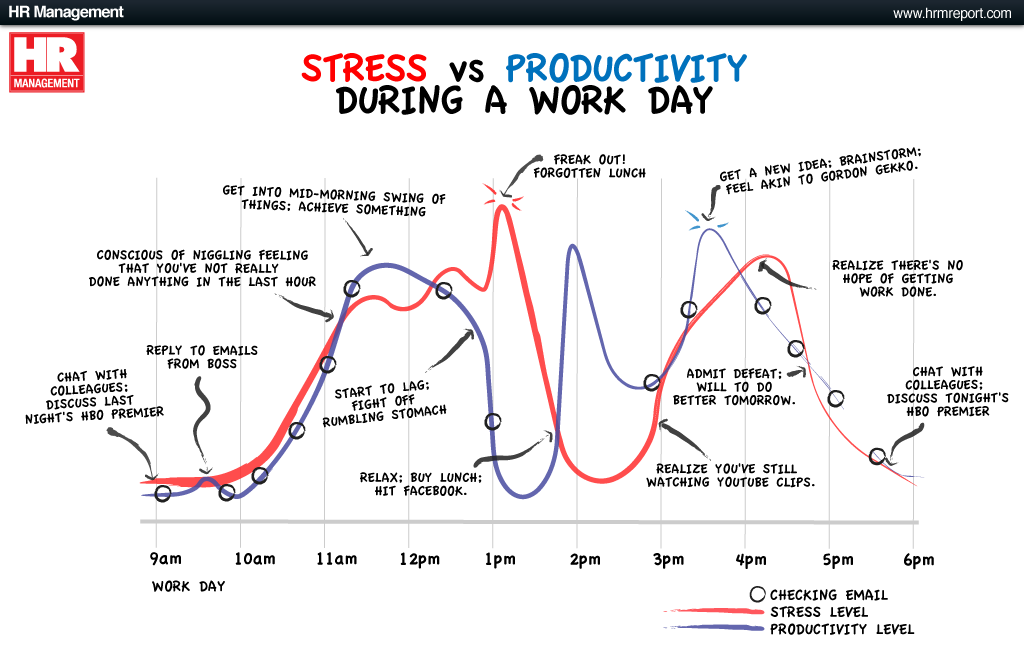 HR Management
www.hrmreport.com
HR
MANAGEMENT
STRESS vs PRODUCTIVITY
DURING A WORK DAY
FREAK OUT!
FORGOTTEN LUNCH
GET A NEW IDEA; BRAINSTORM;
FEEL AKIN TO GORDON GEKKO.
GET INTO MID-MORNING SWING OF
THINGS; ACHIEVE SOMETHING
CONSCIOUS OF NIGGLING FEELING
THAT YOU'VE NOT REALLY
DONE ANYTHING IN THE LAST HOUR
REALIZE THERE'S NO
HOPE OF GETTING
WORK DONE.
REPLY TO EMAILS
FROM BOSS
CHAT WITH
COLLEAGUES;
DISCUSS LAST
NIGHT'S HBO PREMIER
START TO LAG;
FIGHT OFF
RUMBLING STOMACH
ADMIT DEFEAT;
WILL TO DO
BETTER TOMORROW.
CHAT WITH
COLLEAGUES;
DISCUSS TONIGHT'S
HBO PREMIER
RELAX; BUY LUNCH;
HIT FACEBOOK.
REALIZE YOU'VE STILL
WATCHING YOUTUBE CLIPS.
9am 10am 11am 12pm 1pm 2pm 3pm 4pm 5pm 6pm
WORK DAY
CHECKING EMAIL
STRESS LEVEL
PRODUCTIVITY LEVEL